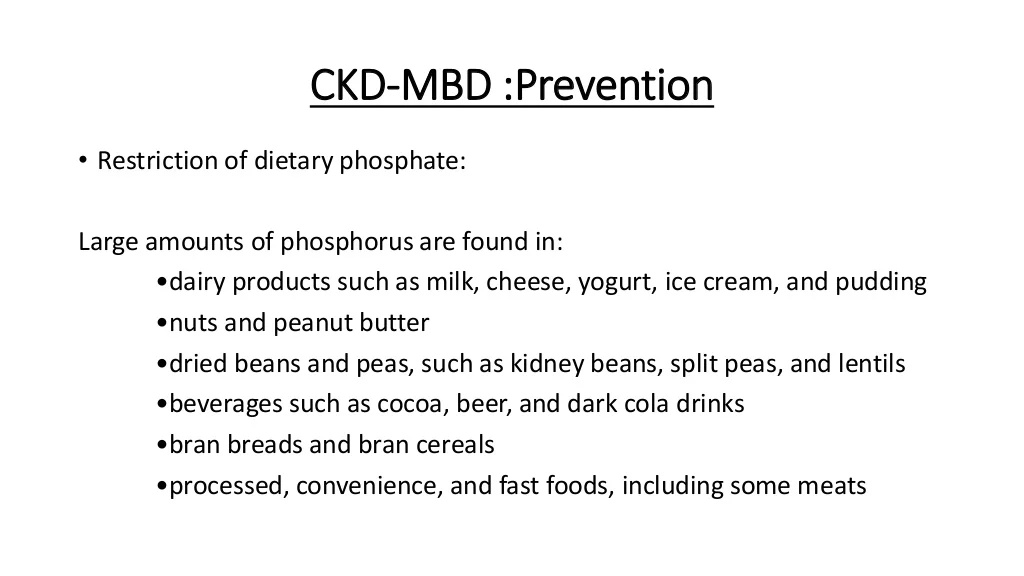 CKD-MBD :Prevention
• Restriction of dietary phosphate:
Large amounts of phosphorus are found in:
•dairy products such as milk, cheese, yogurt, ice cream, and pudding
•nuts and peanut butter
•dried beans and peas, such as kidney beans, split peas, and lentils
•beverages such as cocoa, beer, and dark cola drinks
•bran breads and bran cereals
•processed, convenience, and fast foods, including some meats